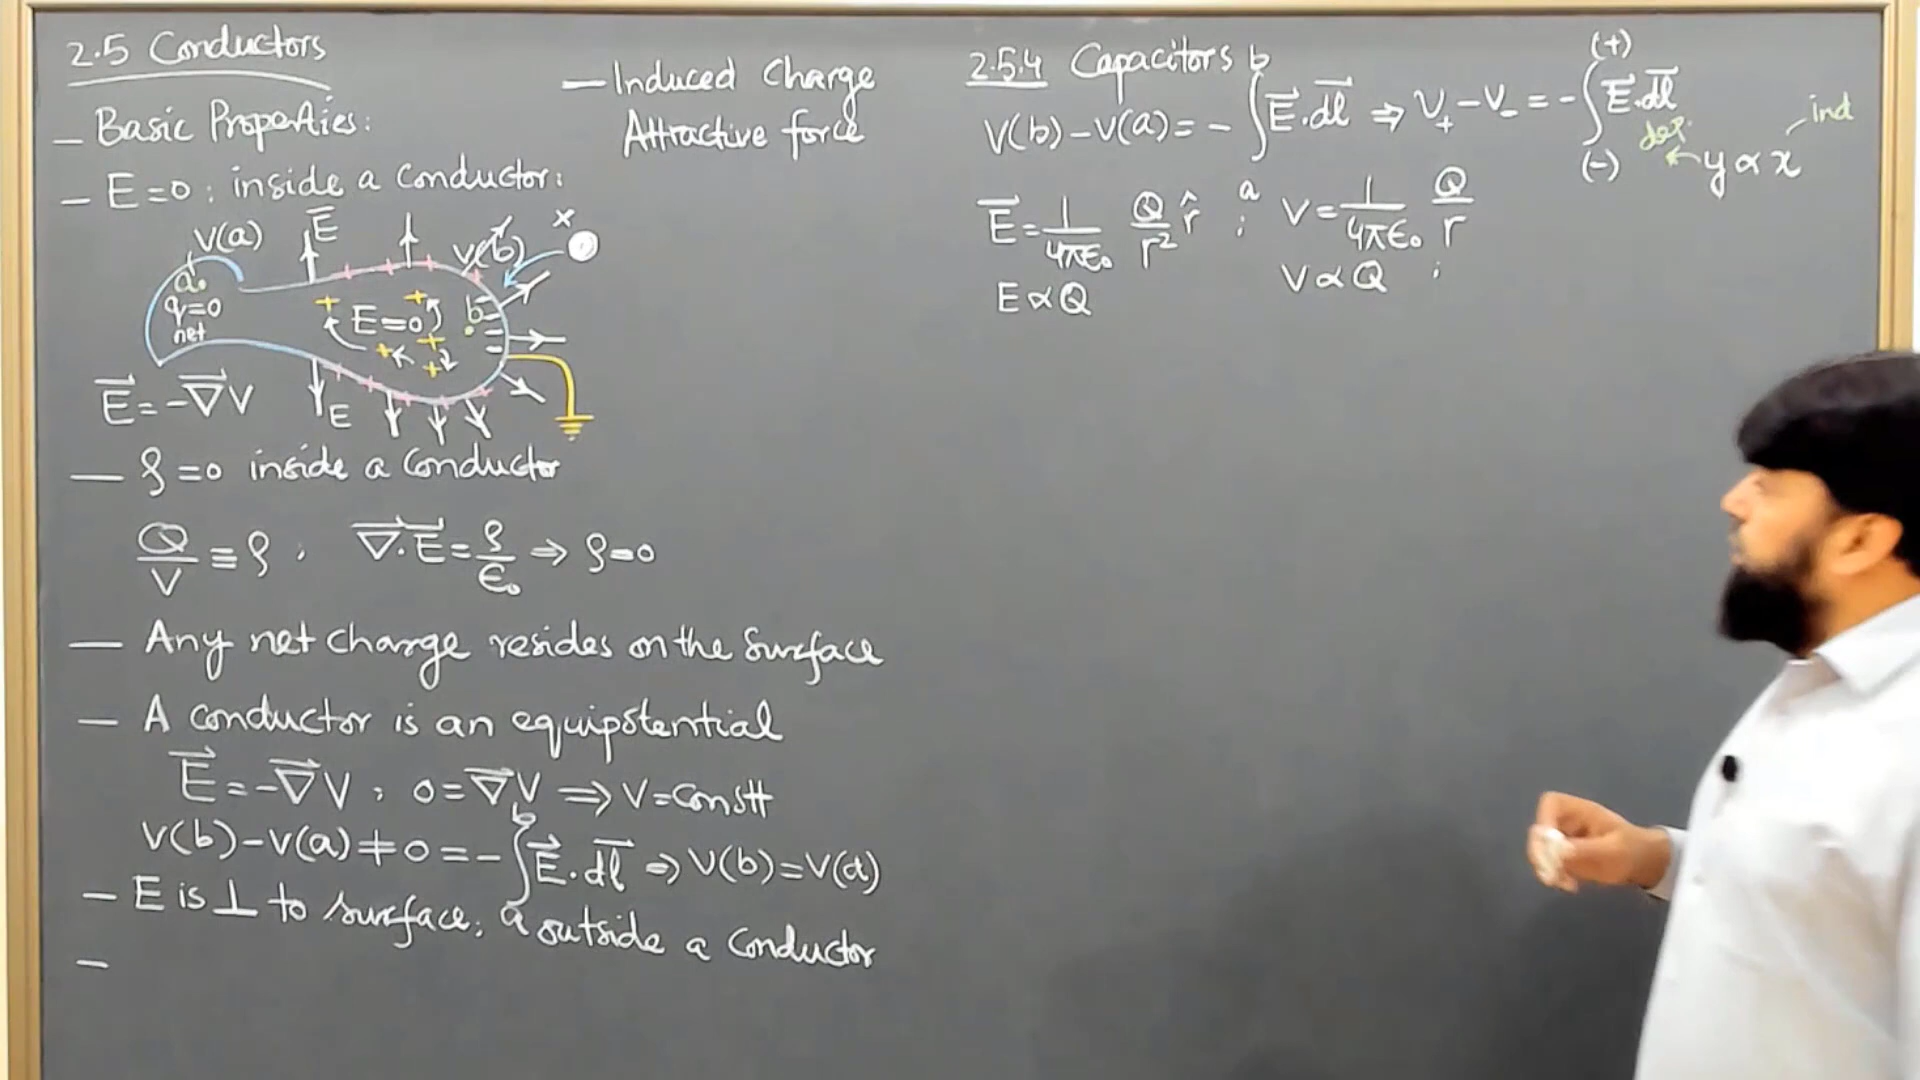 2.5 Conductors
— Basic Properties:
— E=0: inside a conductor:
V(a) E V(b) x
a.
q=0
net
E=0
b
E
E⃗ = -∇⃗V
— ρ=0 inside a conductor
Q/V ≡ ρ , ∇⃗.E⃗ = ρ/ϵ₀ ⇒ ρ=0
— Any net charge resides on the surface
— A conductor is an equipotential
E⃗ = -∇⃗V ; 0 = ∇⃗V ⇒ V=Constt
V(b)-V(a)≠0 = -∫ₐᵇ E⃗.dl⃗ ⇒ V(b)=V(a)
— E is ⊥ to surface; outside a conductor
—
— Induced Charge
Attractive force
2.5.4 Capacitors
V(b)-V(a) = -∫ₐᵇ E⃗.dl⃗ ⇒ V₊-V₋ = -∫₍₋₎⁽⁺⁾ E⃗.dl⃗
dep. ← y ∝ x – ind
E⃗ = 1/4πϵ₀ Q/r² r̂ ; V = 1/4πϵ₀ Q/r
E ∝ Q V ∝ Q ;